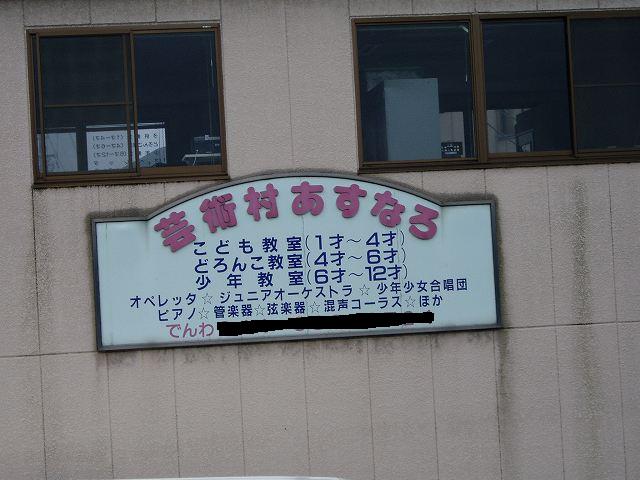 芸術村あすなろ
こども教室(1才～4才)
どろんこ教室(4才～6才)
少年教室(6才～12才)
オペレッタ☆ジュニアオーケストラ☆少年少女合唱団
ピアノ☆管楽器☆弦楽器☆混声コーラス☆ほか
でんわ